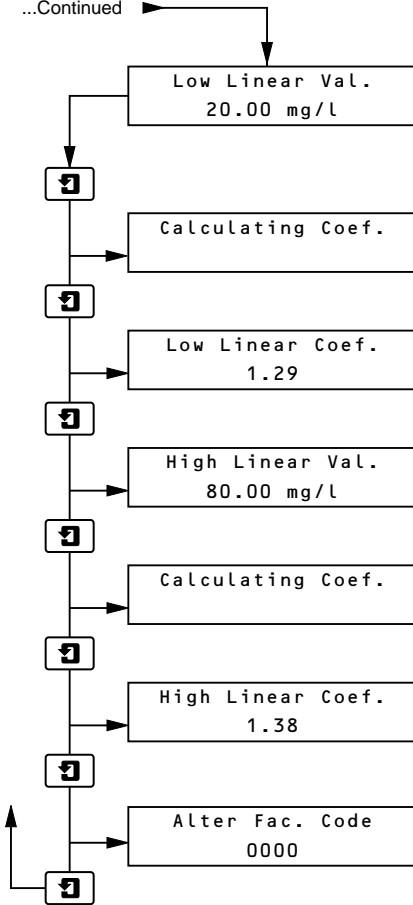 ...Continued
Low Linear Val.
20.00 mg/l
Calculating Coef.
Low Linear Coef.
1.29
High Linear Val.
80.00 mg/l
Calculating Coef.
High Linear Coef.
1.38
Alter Fac. Code
0000